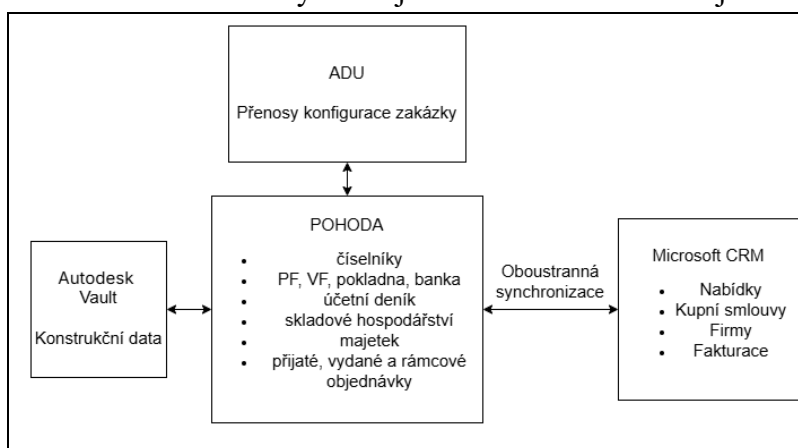 ADU
Přenosy konfigurace zakázky
POHODA
• číselníky
• PF, VF, pokladna, banka
• účetní deník
• skladové hospodářství
• majetek
• přijaté, vydané a rámcové
objednávky
Autodesk
Vault
Konstrukční data
Oboustranná
synchronizace
Microsoft CRM
• Nabídky
• Kupní smlouvy
• Firmy
• Fakturace